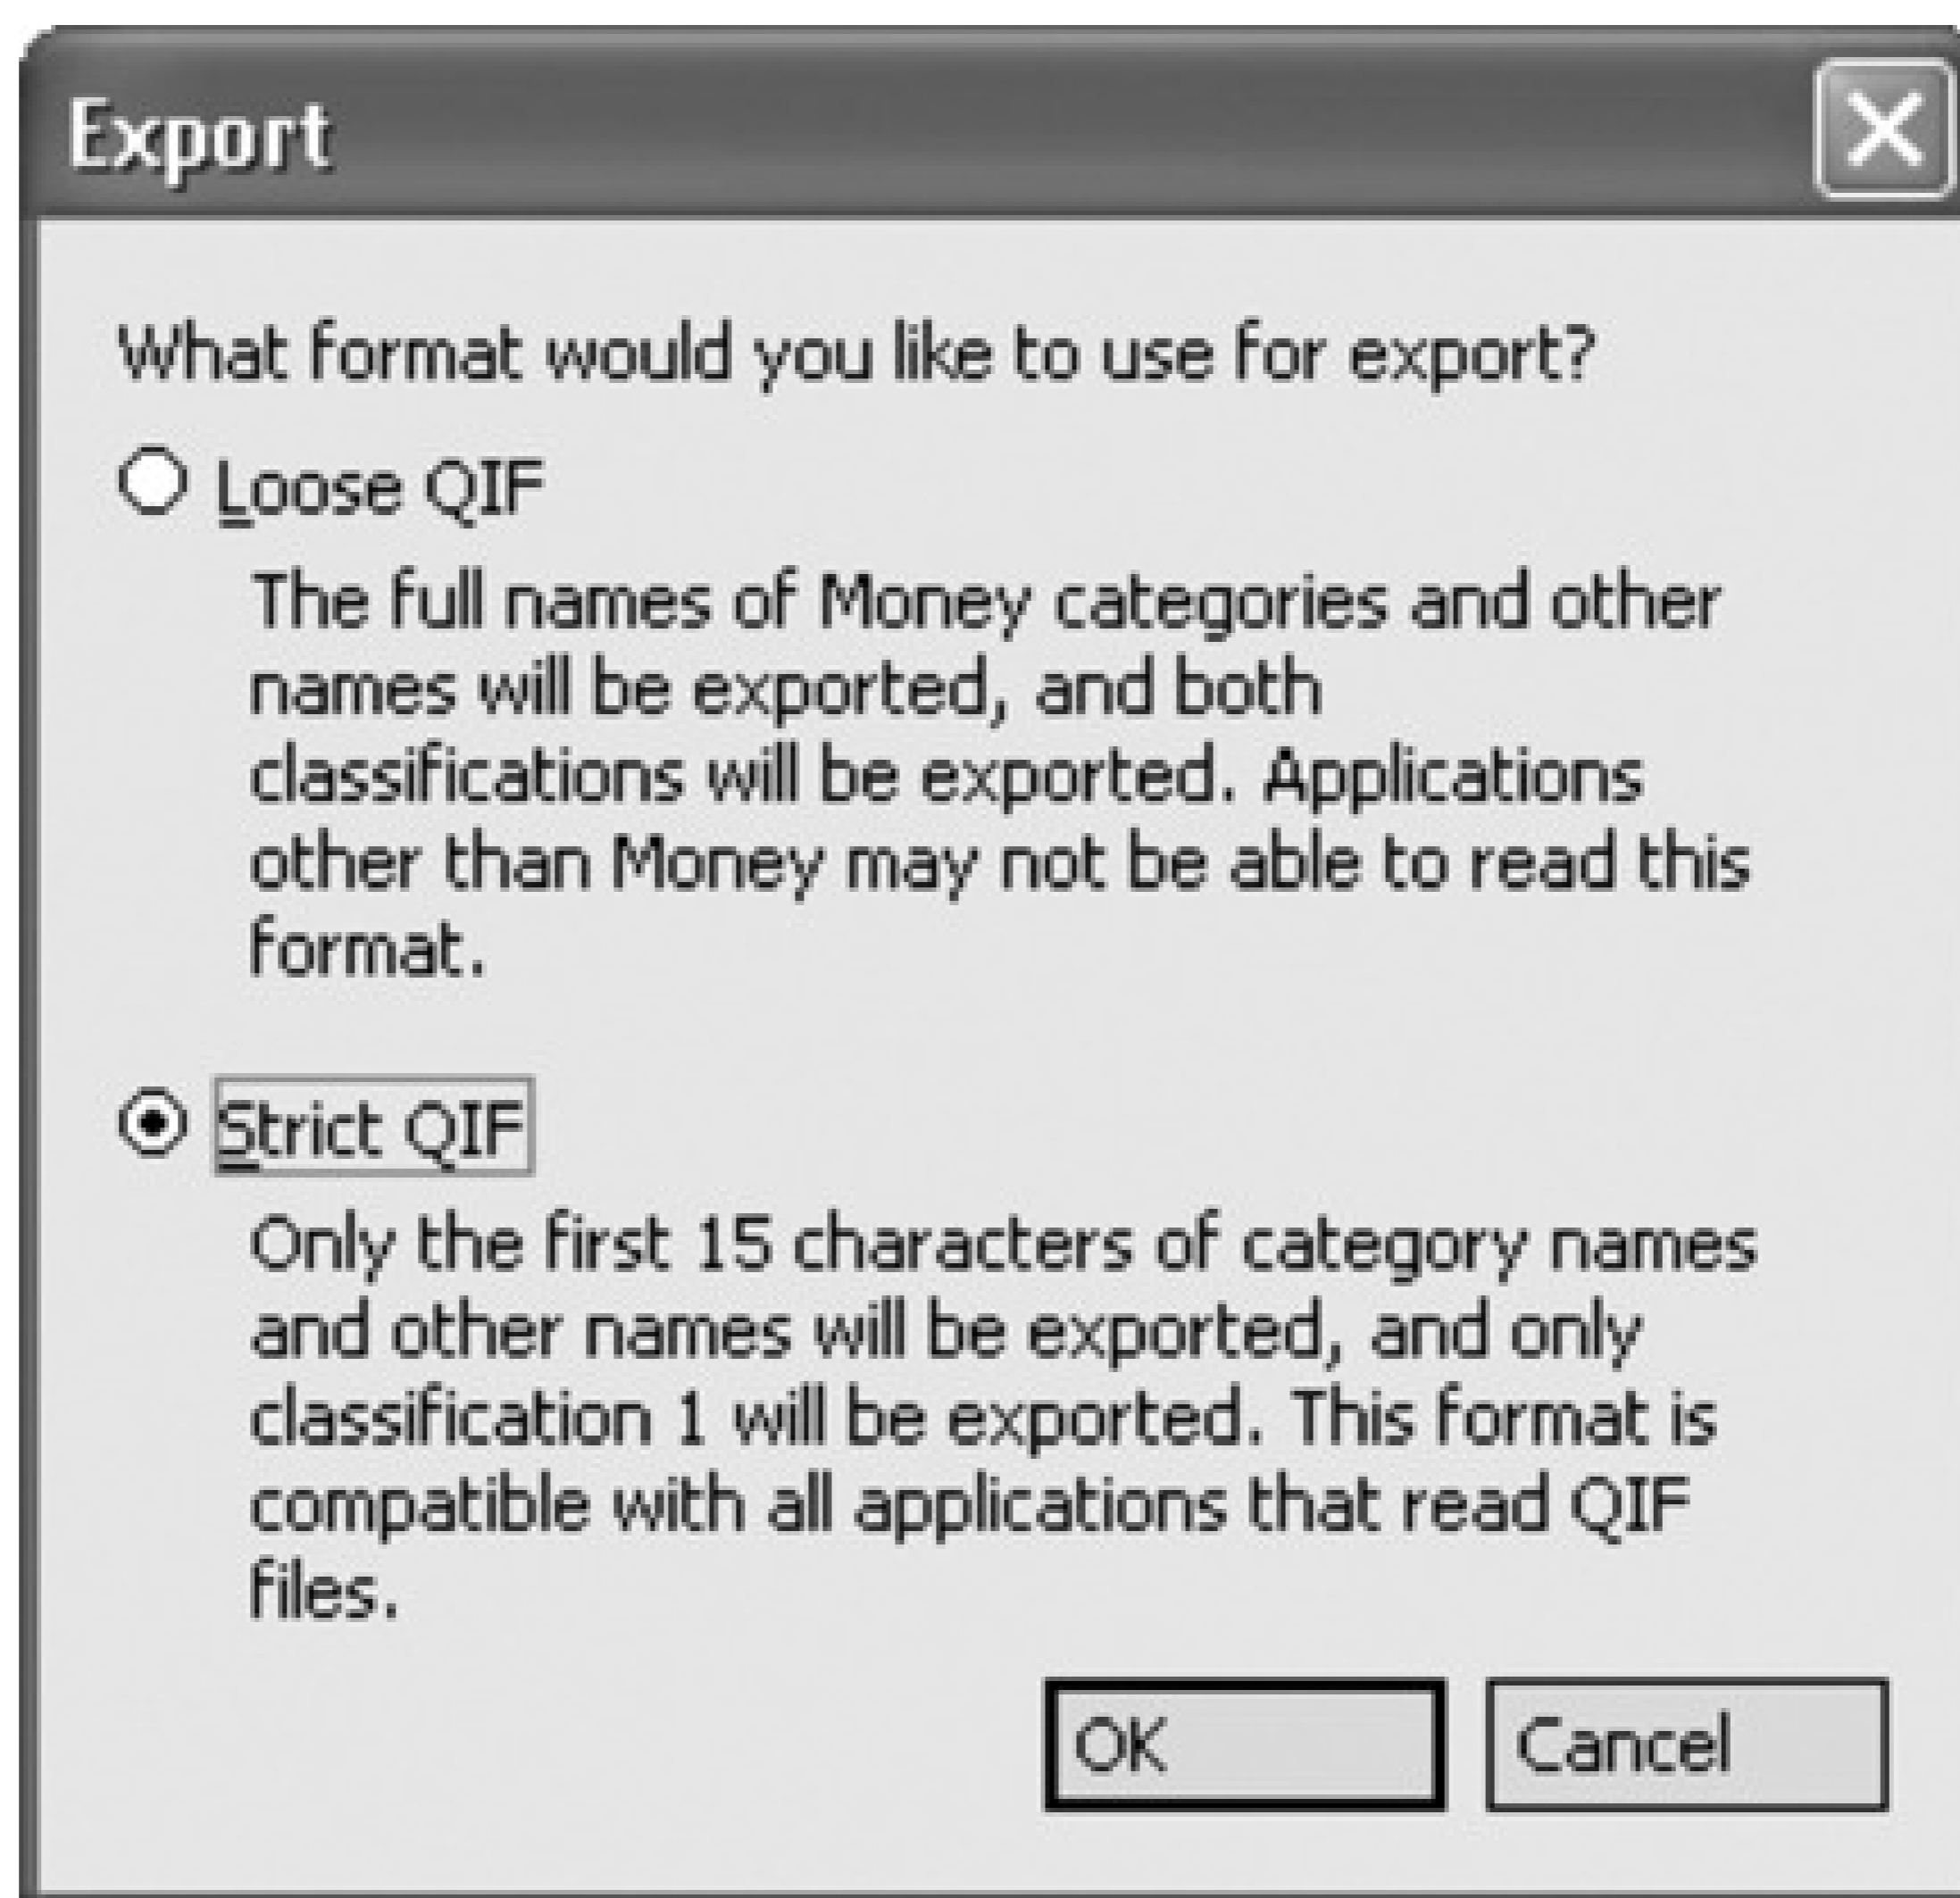 Export
What format would you like to use for export?
Loose QIF
The full names of Money categories and other
names will be exported, and both
classifications will be exported. Applications
other than Money may not be able to read this
format.
Strict QIF
Only the first 15 characters of category names
and other names will be exported, and only
classification 1 will be exported. This format is
compatible with all applications that read QIF
files.
OK
Cancel